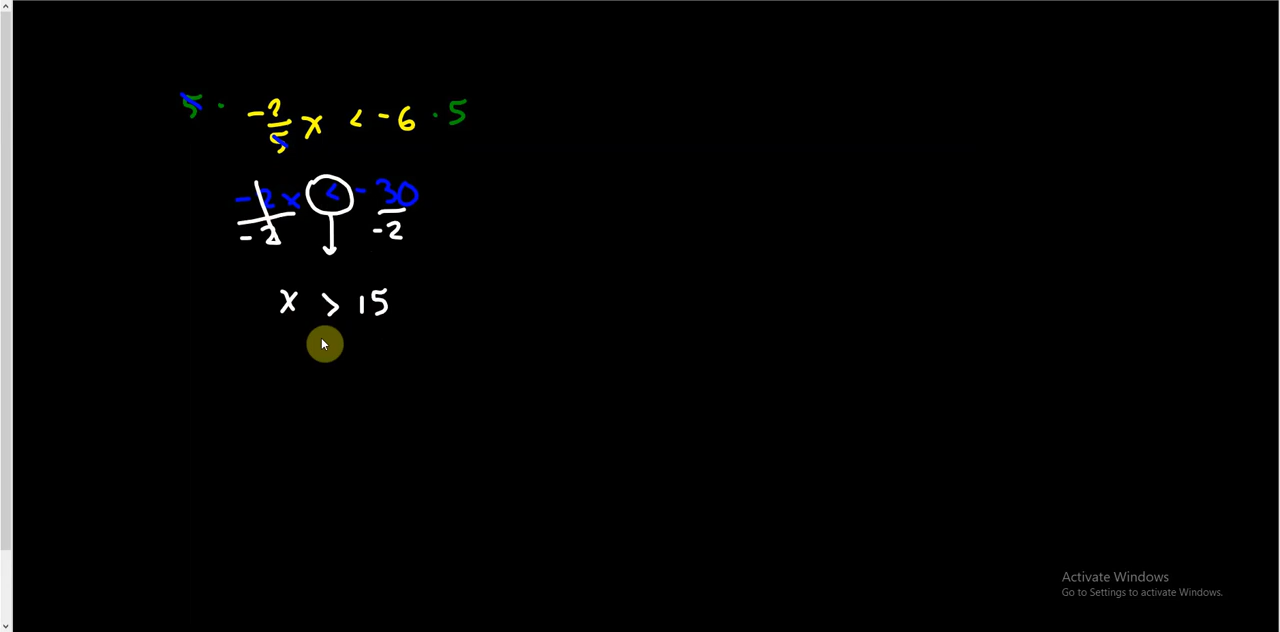 5 · -2/5 x < -6 · 5
-2x < -30
-2 -2
x > 15
Activate Windows
Go to Settings to activate Windows.